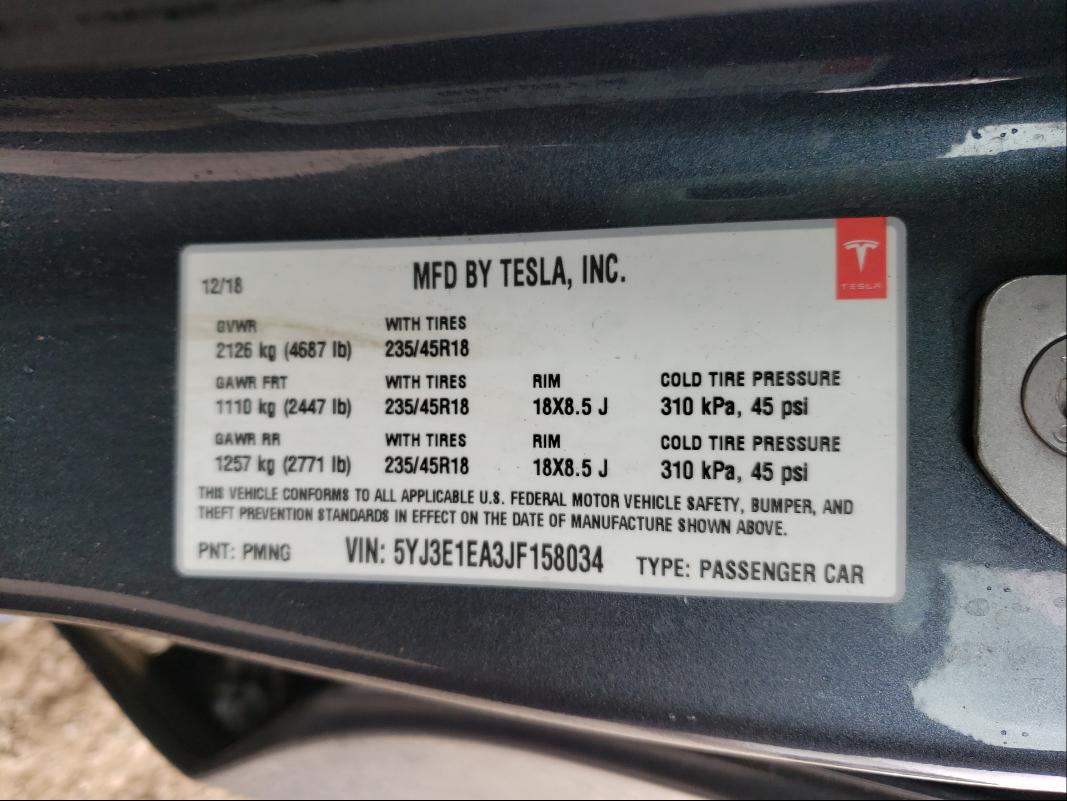 12/18 MFD BY TESLA, INC.
TESLA
GVWR WITH TIRES
2126 kg (4687 lb) 235/45R18
GAWR FRT WITH TIRES RIM COLD TIRE PRESSURE
1110 kg (2447 lb) 235/45R18 18X8.5 J 310 kPa, 45 psi
GAWR RR WITH TIRES RIM COLD TIRE PRESSURE
1257 kg (2771 lb) 235/45R18 18X8.5 J 310 kPa, 45 psi
THIS VEHICLE CONFORMS TO ALL APPLICABLE U.S. FEDERAL MOTOR VEHICLE SAFETY, BUMPER, AND
THEFT PREVENTION STANDARDS IN EFFECT ON THE DATE OF MANUFACTURE SHOWN ABOVE.
PNT: PMNG VIN: 5YJ3E1EA3JF158034 TYPE: PASSENGER CAR